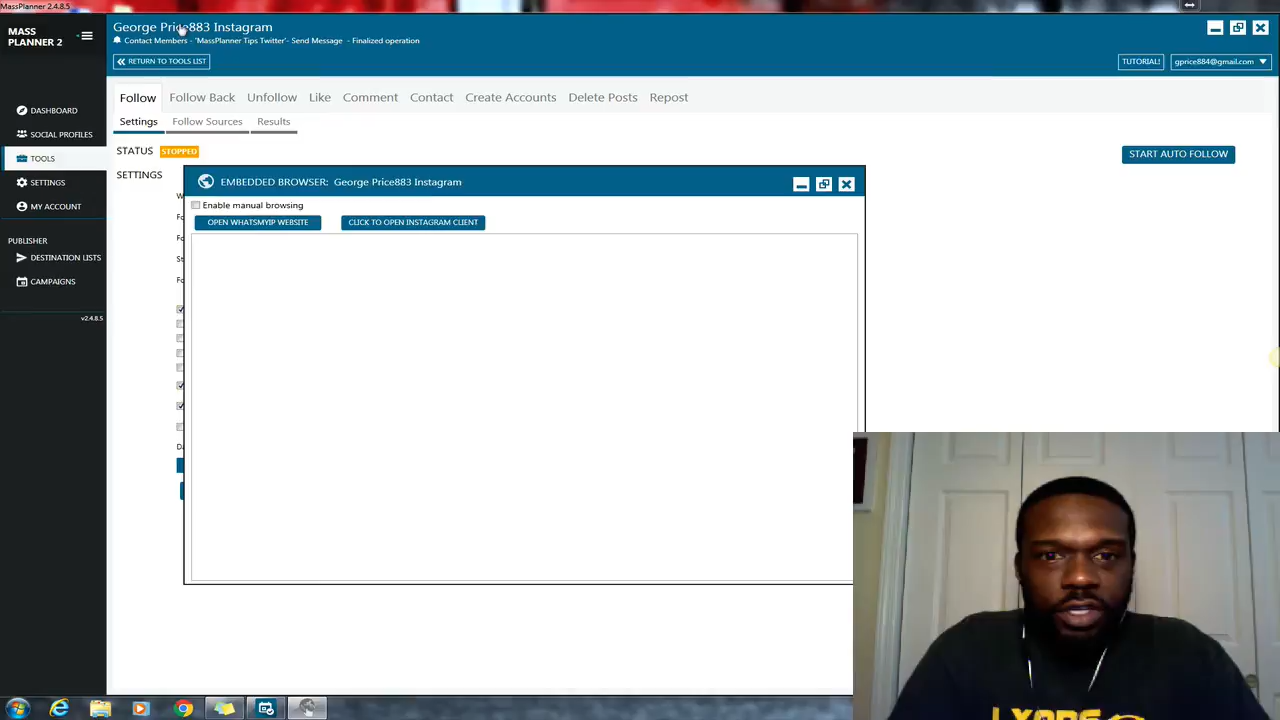 MassPlanner 2.4.8.5
MASS PLANNER 2
George Price883 Instagram
Contact Members - 'MassPlanner Tips Twitter'- Send Message - Finalized operation
RETURN TO TOOLS LIST
TUTORIAL!
gprice884@gmail.com
Follow
Follow Back
Unfollow
Like
Comment
Contact
Create Accounts
Delete Posts
Repost
Settings
Follow Sources
Results
DASHBOARD
SOCIAL PROFILES
TOOLS
SETTINGS
MY ACCOUNT
PUBLISHER
DESTINATION LISTS
CAMPAIGNS
v2.4.8.5
STATUS
STOPPED
START AUTO FOLLOW
SETTINGS
EMBEDDED BROWSER: George Price883 Instagram
Enable manual browsing
OPEN WHATSMYIP WEBSITE
CLICK TO OPEN INSTAGRAM CLIENT